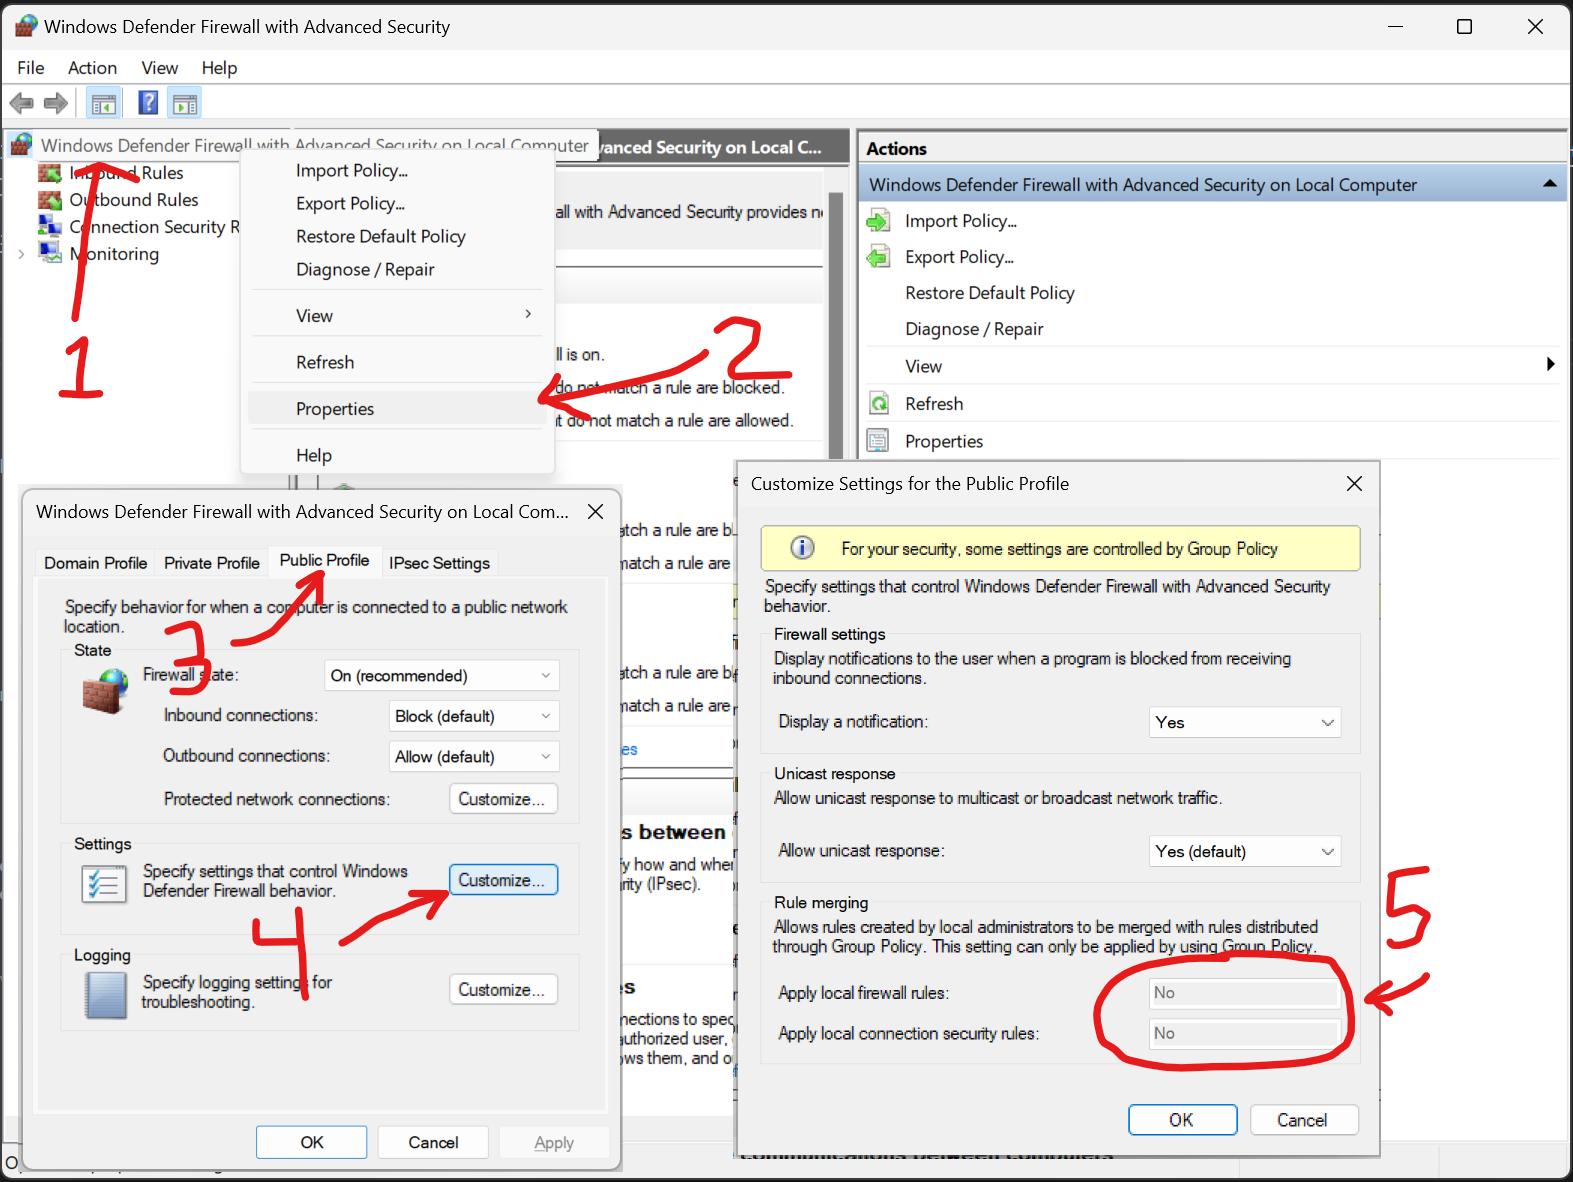 Windows Defender Firewall with Advanced Security
File Action View Help
Windows Defender Firewall with Advanced Security on Local Computer
Inbound Rules
Outbound Rules
Connection Security R
Monitoring
1
Import Policy...
Export Policy...
Restore Default Policy
Diagnose / Repair
View
Refresh
Properties
Help
2
vanced Security on Local C...
all with Advanced Security provides
ll is on.
do not match a rule are blocked.
t do not match a rule are allowed.
Actions
Windows Defender Firewall with Advanced Security on Local Computer
Import Policy...
Export Policy...
Restore Default Policy
Diagnose / Repair
View
Refresh
Properties
Windows Defender Firewall with Advanced Security on Local Com...
Domain Profile Private Profile Public Profile IPsec Settings
Specify behavior for when a computer is connected to a public network
location.
3
State
Firewall state: On (recommended)
Inbound connections: Block (default)
Outbound connections: Allow (default)
Protected network connections: Customize...
Settings
Specify settings that control Windows
Defender Firewall behavior.
Customize...
4
Logging
Specify logging settings for
troubleshooting.
Customize...
OK Cancel Apply
atch a rule are b
match a rule are
atch a rule are b
match a rule are
es
s between
y how and whe
rity (IPsec).
s
nections to spec
authorized user,
ows them, and o
Customize Settings for the Public Profile
For your security, some settings are controlled by Group Policy
Specify settings that control Windows Defender Firewall with Advanced Security
behavior.
Firewall settings
Display notifications to the user when a program is blocked from receiving
inbound connections.
Display a notification: Yes
Unicast response
Allow unicast response to multicast or broadcast network traffic.
Allow unicast response: Yes (default)
Rule merging
Allows rules created by local administrators to be merged with rules distributed
through Group Policy. This setting can only be applied by using Group Policy.
5
Apply local firewall rules: No
Apply local connection security rules: No
OK Cancel